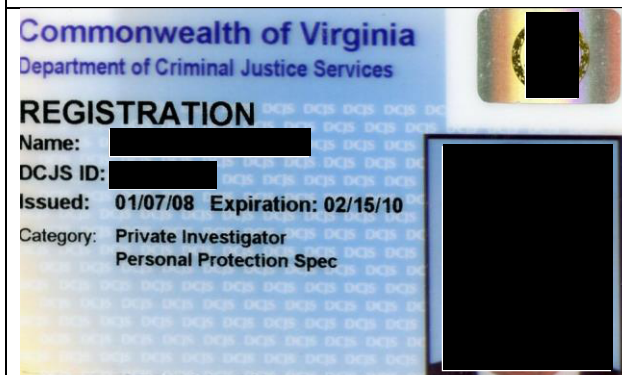 Commonwealth of Virginia
Department of Criminal Justice Services
REGISTRATION
Name:
DCJS ID:
Issued: 01/07/08 Expiration: 02/15/10
Category: Private Investigator
Personal Protection Spec